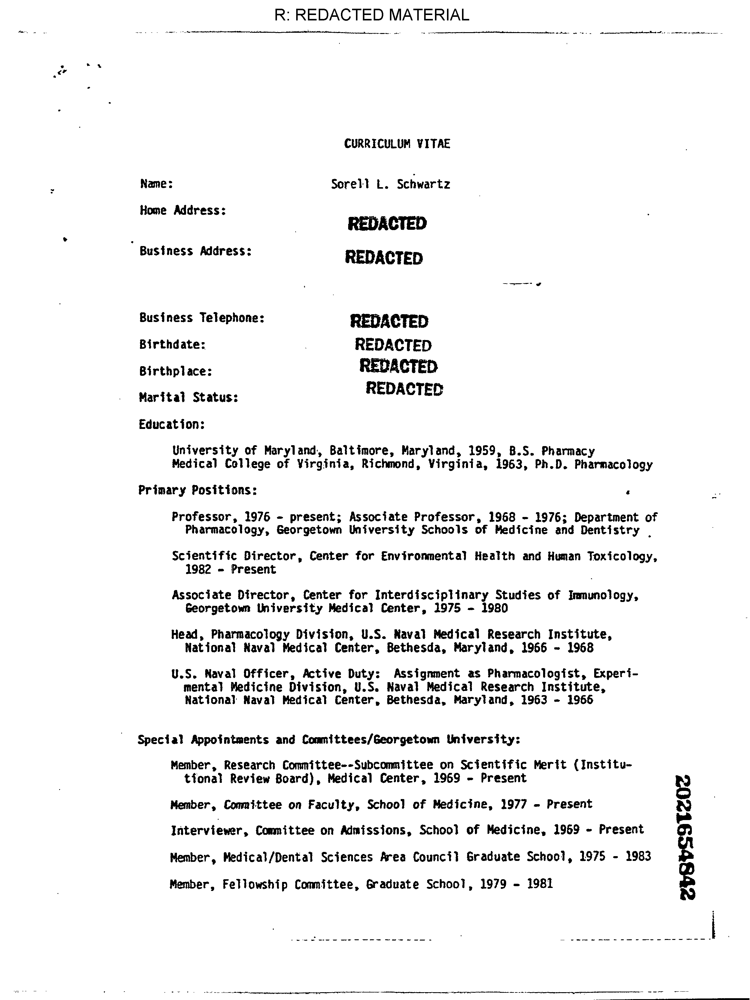 R: REDACTED MATERIAL
CURRICULUM VITAE
Name: Sorell L. Schwartz
Home Address: REDACTED
Business Address: REDACTED
Business Telephone: REDACTED
Birthdate: REDACTED
Birthplace: REDACTED
Marital Status: REDACTED
Education:
University of Maryland, Baltimore, Maryland, 1959, B.S. Pharmacy
Medical College of Virginia, Richmond, Virginia, 1963, Ph.D. Pharmacology
Primary Positions:
Professor, 1976 - present; Associate Professor, 1968 - 1976; Department of
Pharmacology, Georgetown University Schools of Medicine and Dentistry
Scientific Director, Center for Environmental Health and Human Toxicology,
1982 - Present
Associate Director, Center for Interdisciplinary Studies of Immunology,
Georgetown University Medical Center, 1975 - 1980
Head, Pharmacology Division, U.S. Naval Medical Research Institute,
National Naval Medical Center, Bethesda, Maryland, 1966 - 1968
U.S. Naval Officer, Active Duty: Assignment as Pharmacologist, Experi-
mental Medicine Division, U.S. Naval Medical Research Institute,
National Naval Medical Center, Bethesda, Maryland, 1963 - 1966
Special Appointments and Committees/Georgetown University:
Member, Research Committee--Subcommittee on Scientific Merit (Institu-
tional Review Board), Medical Center, 1969 - Present
Member, Committee on Faculty, School of Medicine, 1977 - Present
Interviewer, Committee on Admissions, School of Medicine, 1969 - Present
Member, Medical/Dental Sciences Area Council Graduate School, 1975 - 1983
Member, Fellowship Committee, Graduate School, 1979 - 1981
2021654842